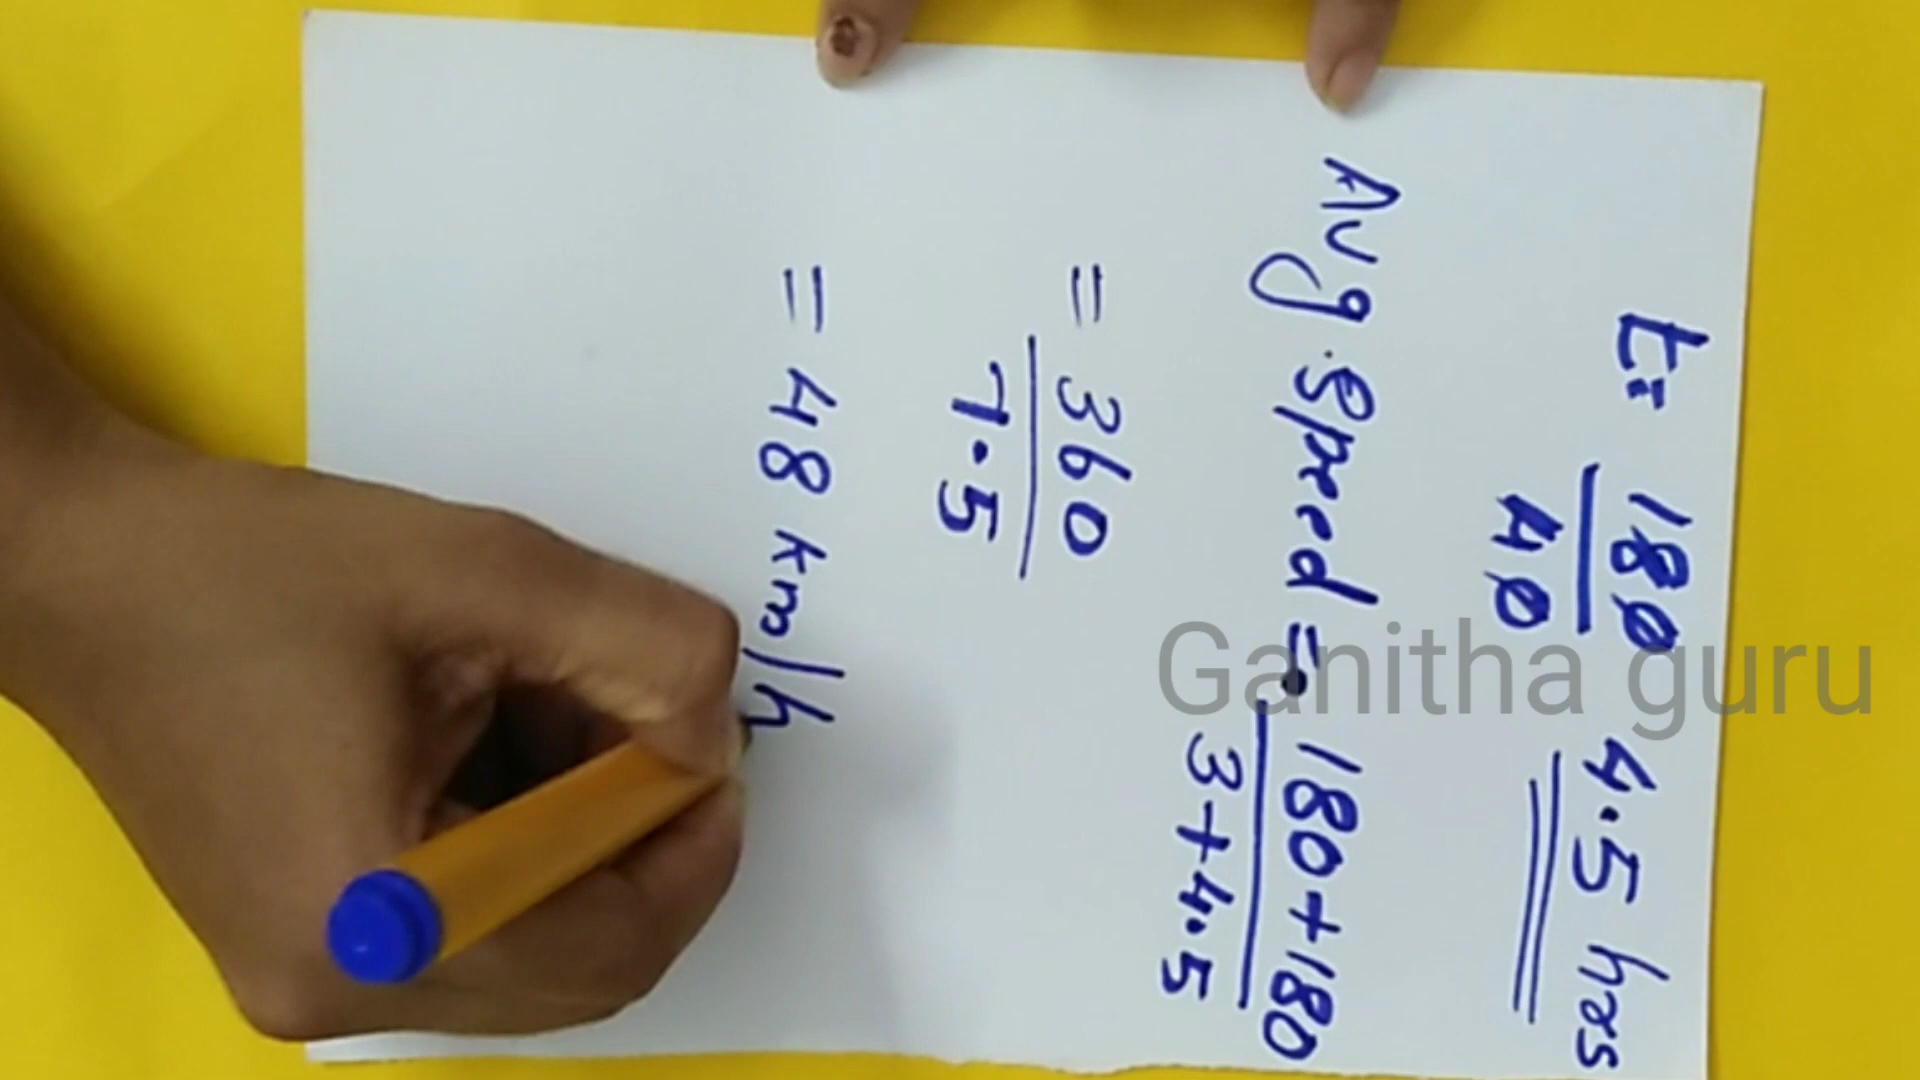 t = 180/40 4.5 hrs
Avg. Speed = 180+180/3+4.5
= 360/7.5
= 48 km/h
Ganitha guru